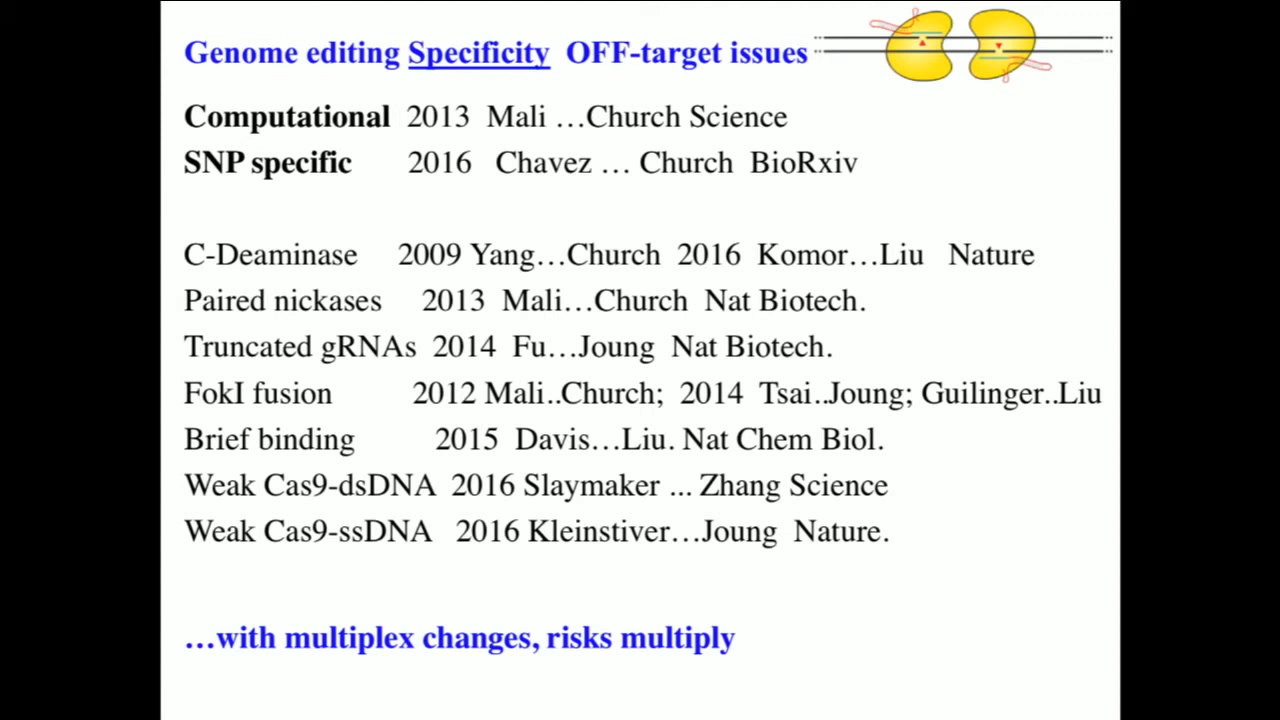 Genome editing Specificity OFF-target issues
Computational 2013 Mali …Church Science
SNP specific 2016 Chavez … Church BioRxiv
C-Deaminase 2009 Yang…Church 2016 Komor…Liu Nature
Paired nickases 2013 Mali…Church Nat Biotech.
Truncated gRNAs 2014 Fu…Joung Nat Biotech.
FokI fusion 2012 Mali..Church; 2014 Tsai..Joung; Guilinger..Liu
Brief binding 2015 Davis…Liu. Nat Chem Biol.
Weak Cas9-dsDNA 2016 Slaymaker ... Zhang Science
Weak Cas9-ssDNA 2016 Kleinstiver…Joung Nature.
…with multiplex changes, risks multiply